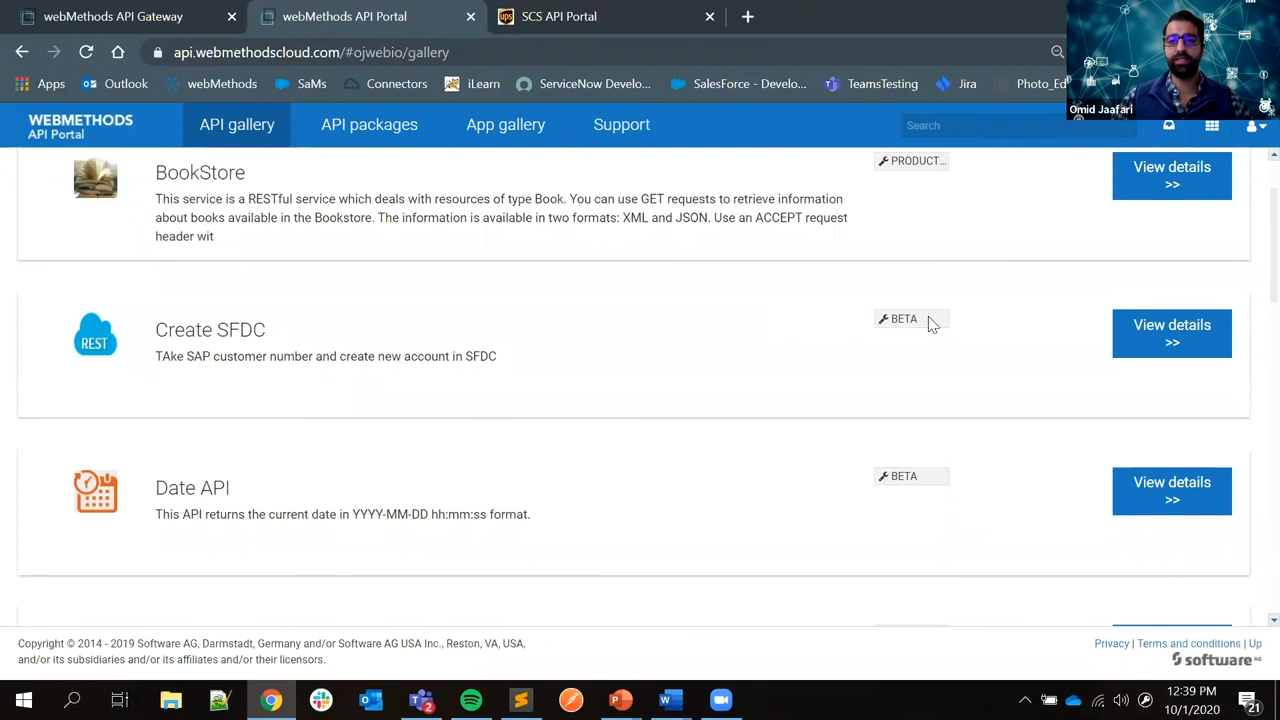 webMethods API Gateway
webMethods API Portal
ups
SCS API Portal
api.webmethodscloud.com/#ojwebio/gallery
Apps
Outlook
webMethods
SaMs
Connectors
iLearn
ServiceNow Develo...
SalesForce - Develo...
TeamsTesting
Jira
Photo_Ed
Omid Jaafari
WEBMETHODS
API Portal
API gallery
API packages
App gallery
Support
Search
BookStore
PRODUCT...
View details
>>
This service is a RESTful service which deals with resources of type Book. You can use GET requests to retrieve information
about books available in the Bookstore. The information is available in two formats: XML and JSON. Use an ACCEPT request
header wit
REST
Create SFDC
BETA
View details
>>
TAke SAP customer number and create new account in SFDC
Date API
BETA
View details
>>
This API returns the current date in YYYY-MM-DD hh:mm:ss format.
Copyright © 2014 - 2019 Software AG, Darmstadt, Germany and/or Software AG USA Inc., Reston, VA, USA,
and/or its subsidiaries and/or its affiliates and/or their licensors.
Privacy | Terms and conditions | Up
software AG
2
12:39 PM
10/1/2020
21